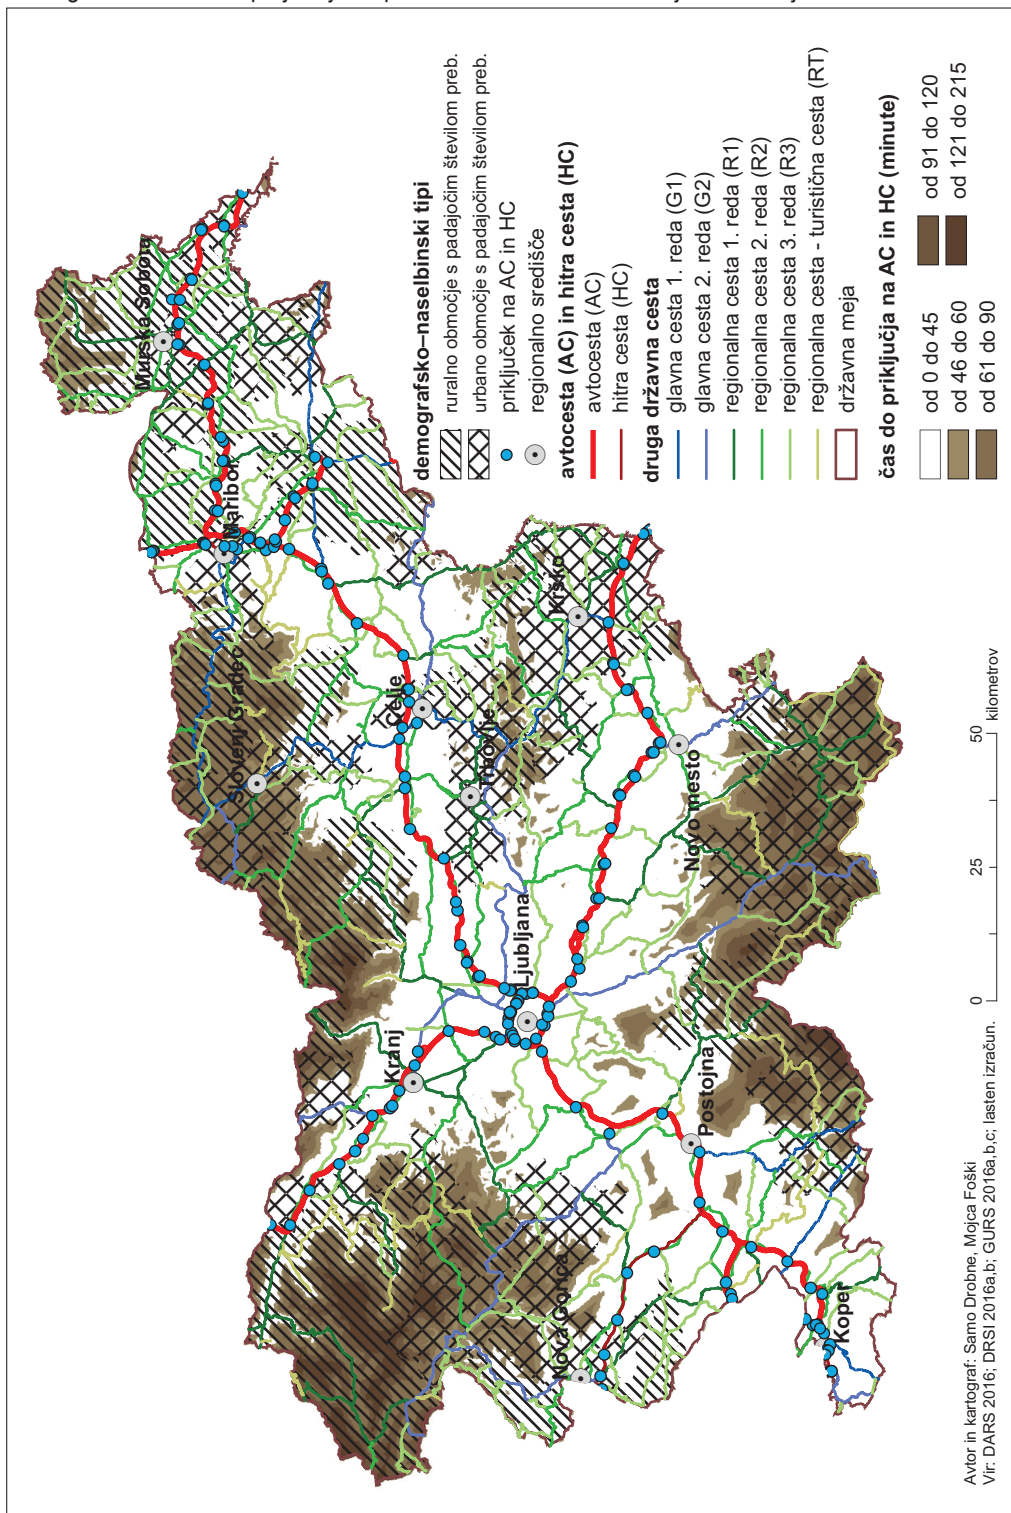 Murska Sobota
Maribor
Slovenj Gradec
Celje
Trbovlje
Krško
Novo mesto
Ljubljana
Kranj
Postojna
Nova Gorica
Koper
demografsko–naselbinski tipi
ruralno območje s padajočim številom preb.
urbano območje s padajočim številom preb.
priključek na AC in HC
regionalno središče
avtocesta (AC) in hitra cesta (HC)
avtocesta (AC)
hitra cesta (HC)
druga državna cesta
glavna cesta 1. reda (G1)
glavna cesta 2. reda (G2)
regionalna cesta 1. reda (R1)
regionalna cesta 2. reda (R2)
regionalna cesta 3. reda (R3)
regionalna cesta - turistična cesta (RT)
državna meja
čas do priključja na AC in HC (minute)
od 0 do 45
od 46 do 60
od 61 do 90
od 91 do 120
od 121 do 215
0 25 50
kilometrov
Avtor in kartograf: Samo Drobne, Mojca Foški
Vir: DARS 2016; DRSI 2016a,b; GURS 2016a,b,c; lasten izračun.